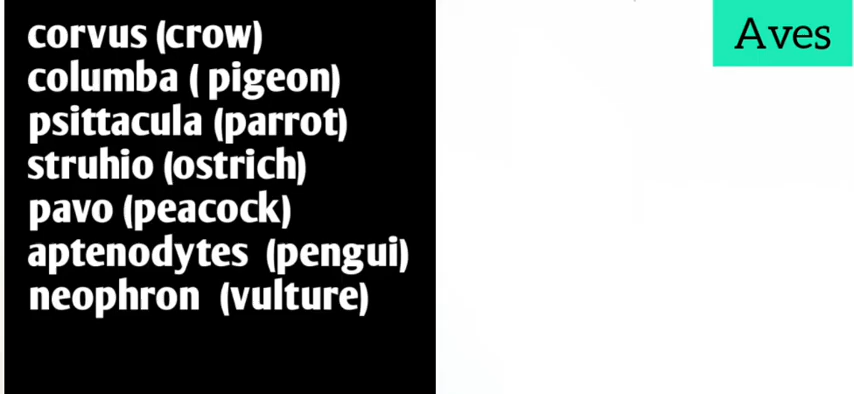 corvus (crow)
columba ( pigeon)
psittacula (parrot)
struhio (ostrich)
pavo (peacock)
aptenodytes (pengui)
neophron (vulture)
Aves